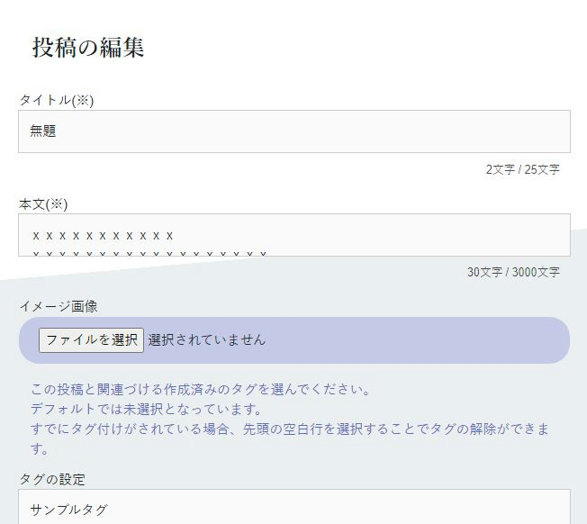 投稿の編集
タイトル(※)
無題
2文字 / 25文字
本文(※)
ｘｘｘｘｘｘｘｘｘｘｘ
ｘｘｘｘｘｘｘｘｘｘｘｘｘｘｘｘｘｘ
30文字 / 3000文字
イメージ画像
ファイルを選択 選択されていません
この投稿と関連づける作成済みのタグを選んでください。
デフォルトでは未選択となっています。
すでにタグ付けがされている場合、先頭の空白行を選択することでタグの解除ができま
す。
タグの設定
サンプルタグ